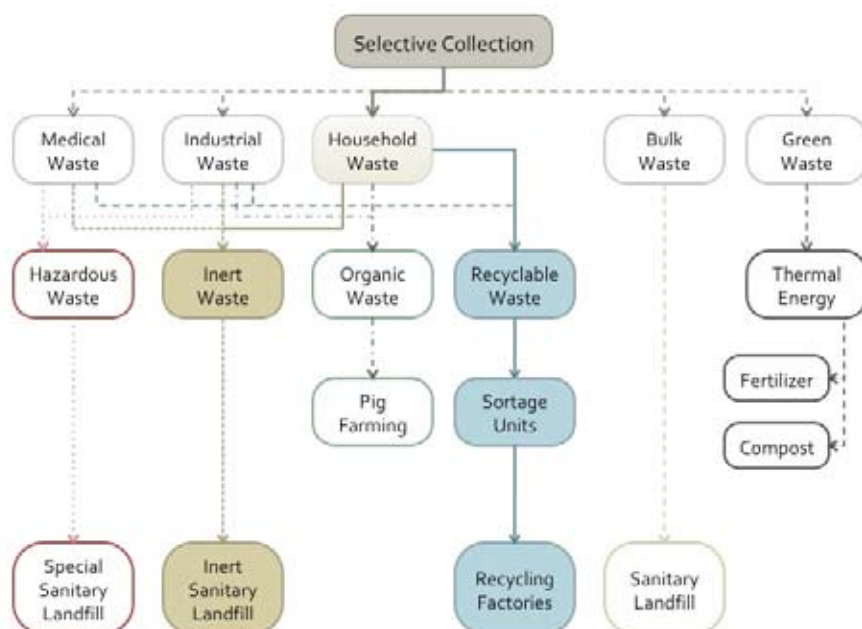 Selective Collection
Medical
Waste
Industrial
Waste
Household
Waste
Bulk
Waste
Green
Waste
Hazardous
Waste
Inert
Waste
Organic
Waste
Recyclable
Waste
Thermal
Energy
Pig
Farming
Sortage
Units
Fertilizer
Compost
Special
Sanitary
Landfill
Inert
Sanitary
Landfill
Recycling
Factories
Sanitary
Landfill